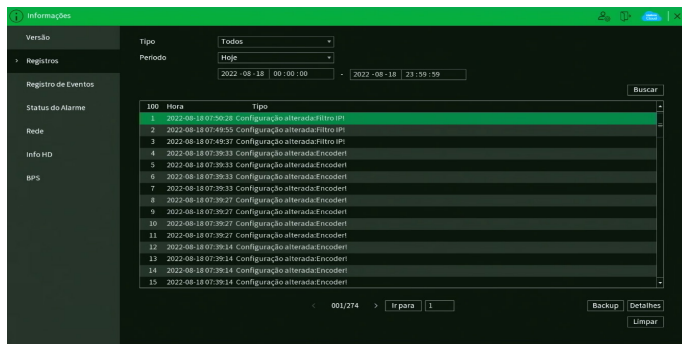 Informações
Versão
Registros
Registro de Eventos
Status do Alarme
Rede
Info HD
BPS
Tipo Todos
Período Hoje
2022 -08 -18 00 : 00 : 00 - 2022 -08 -18 23 : 59 : 59
Buscar
100 Hora Tipo
1 2022-08-18 07:50:28 Configuração alterada:Filtro IP!
2 2022-08-18 07:49:55 Configuração alterada:Filtro IP!
3 2022-08-18 07:49:37 Configuração alterada:Filtro IP!
4 2022-08-18 07:39:33 Configuração alterada:Encoder!
5 2022-08-18 07:39:33 Configuração alterada:Encoder!
6 2022-08-18 07:39:33 Configuração alterada:Encoder!
7 2022-08-18 07:39:33 Configuração alterada:Encoder!
8 2022-08-18 07:39:27 Configuração alterada:Encoder!
9 2022-08-18 07:39:27 Configuração alterada:Encoder!
10 2022-08-18 07:39:27 Configuração alterada:Encoder!
11 2022-08-18 07:39:27 Configuração alterada:Encoder!
12 2022-08-18 07:39:14 Configuração alterada:Encoder!
13 2022-08-18 07:39:14 Configuração alterada:Encoder!
14 2022-08-18 07:39:14 Configuração alterada:Encoder!
15 2022-08-18 07:39:14 Configuração alterada:Encoder!
< 001/274 > Ir para 1
Backup Detalhes
Limpar